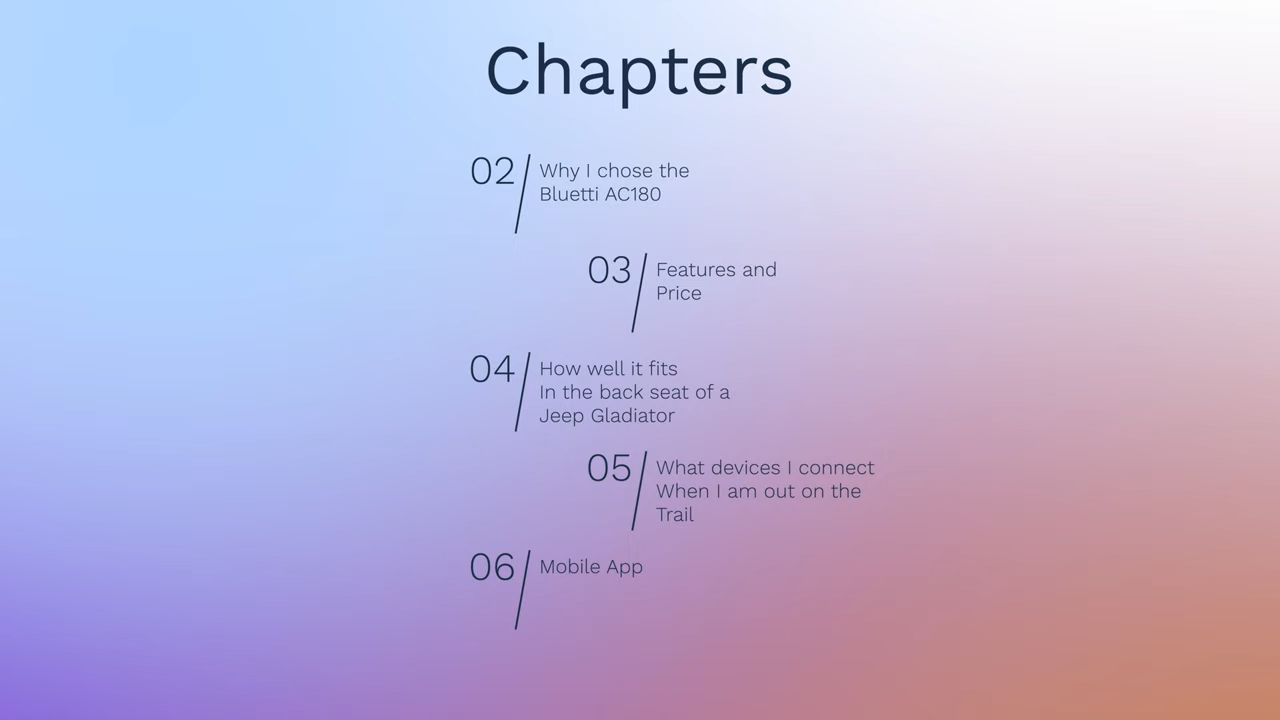 Chapters
02
Why I chose the
Bluetti AC180
03
Features and
Price
04
How well it fits
In the back seat of a
Jeep Gladiator
05
What devices I connect
When I am out on the
Trail
06
Mobile App